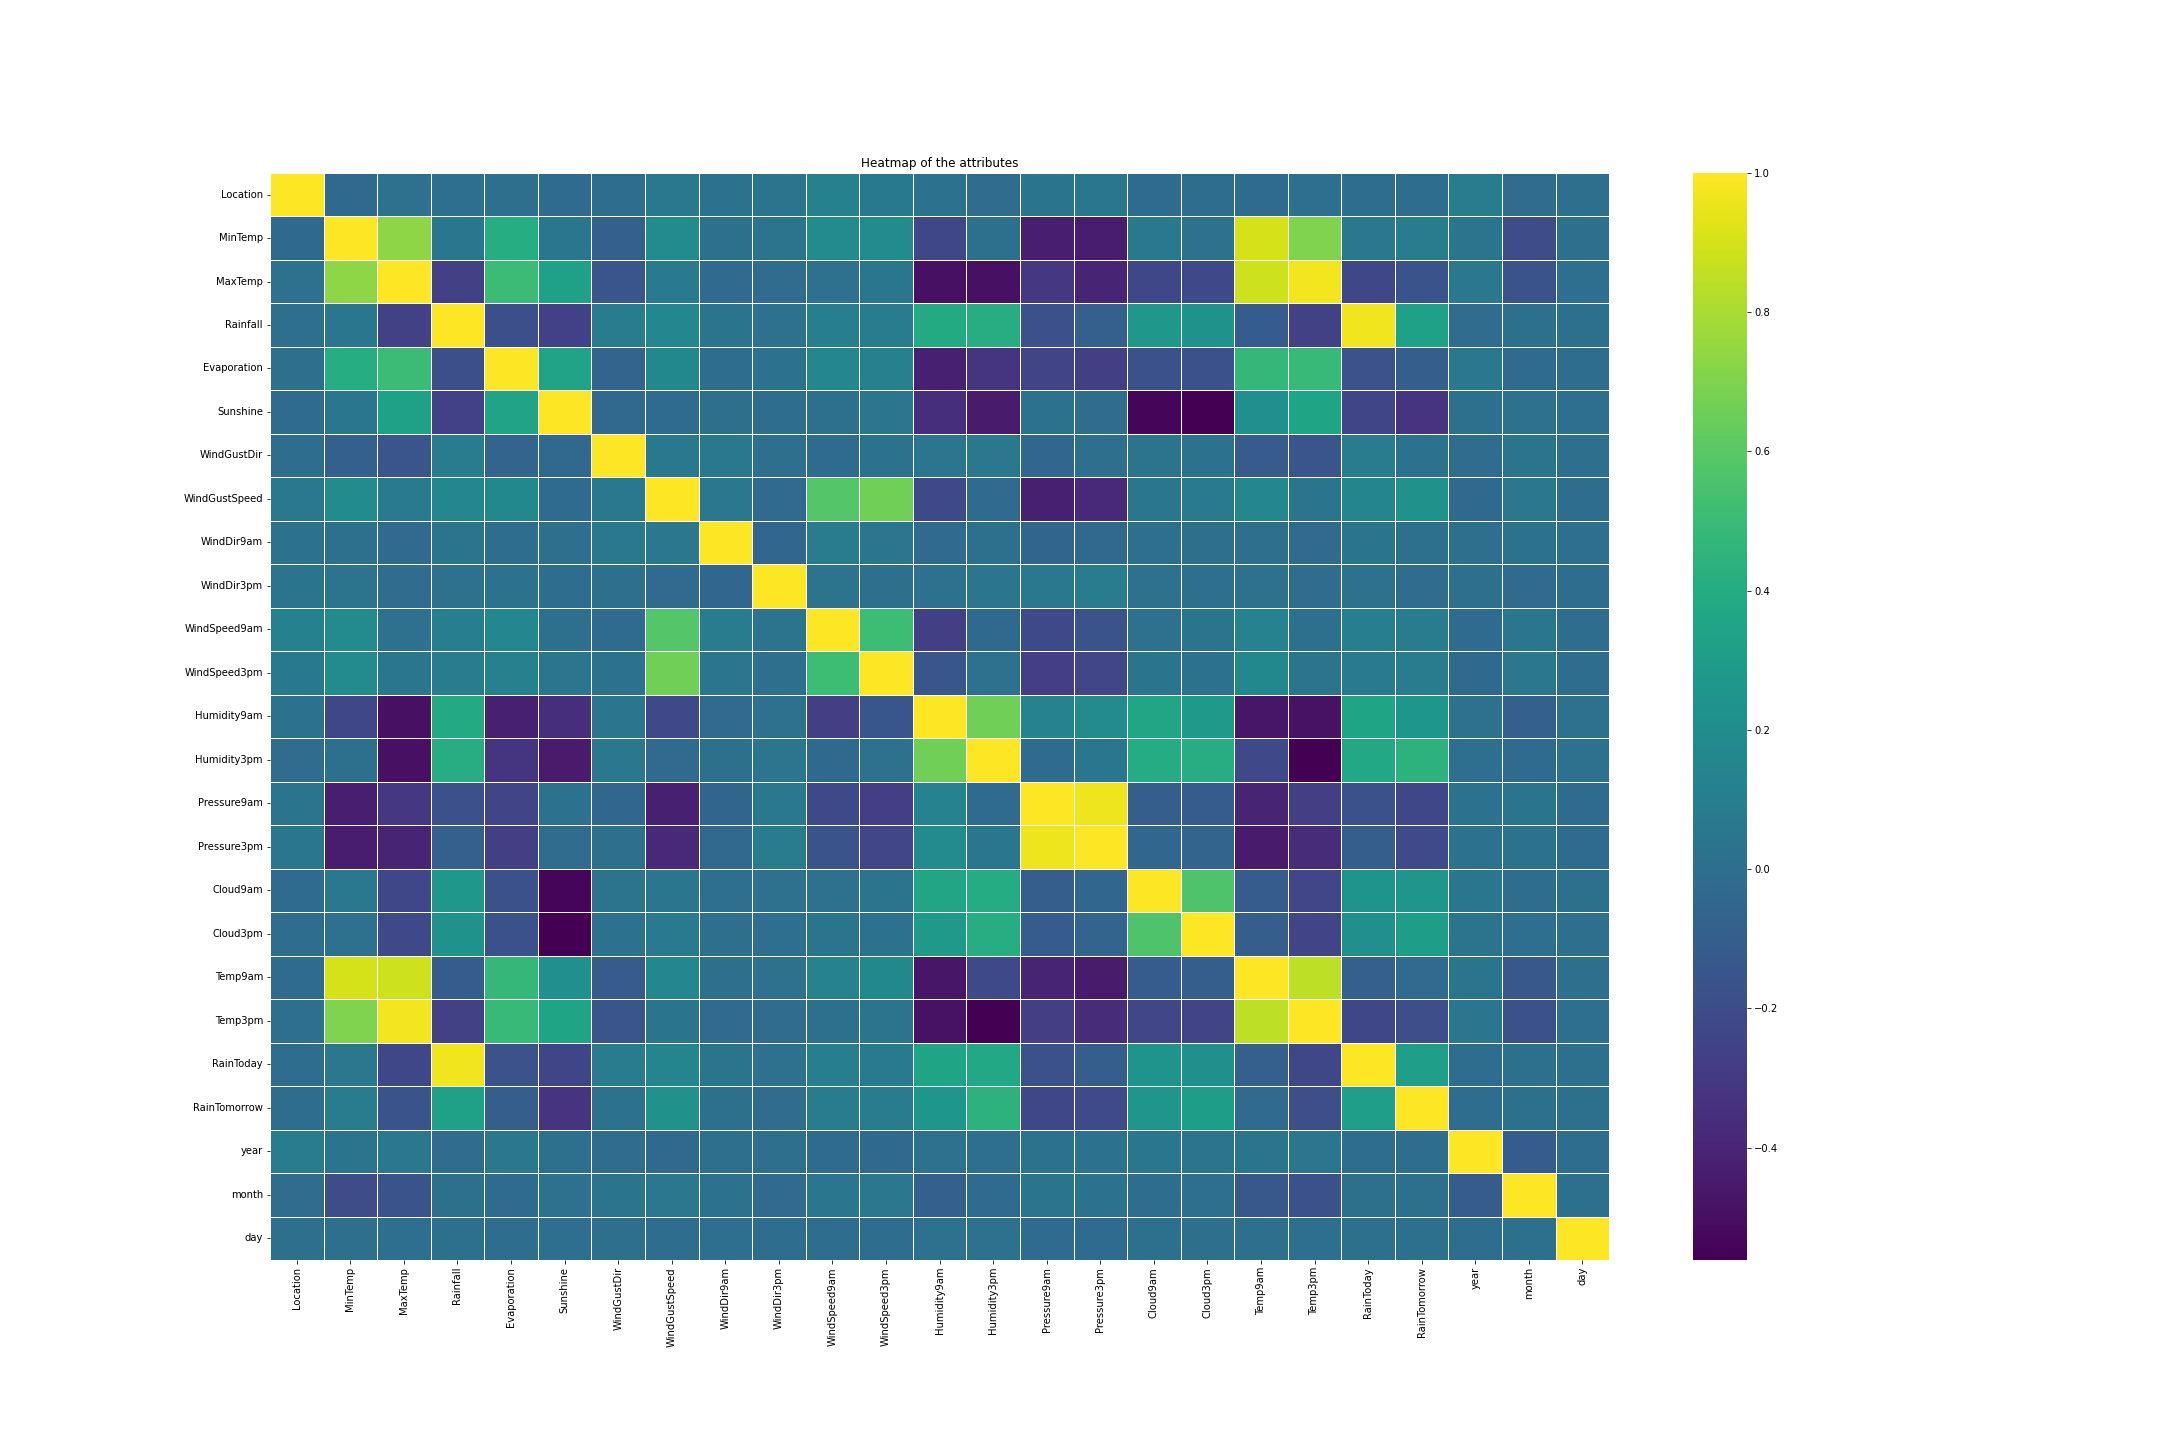 Heatmap of the attributes
Location
MinTemp
MaxTemp
Rainfall
Evaporation
Sunshine
WindGustDir
WindGustSpeed
WindDir9am
WindDir3pm
WindSpeed9am
WindSpeed3pm
Humidity9am
Humidity3pm
Pressure9am
Pressure3pm
Cloud9am
Cloud3pm
Temp9am
Temp3pm
RainToday
RainTomorrow
year
month
day
Location
MinTemp
MaxTemp
Rainfall
Evaporation
Sunshine
WindGustDir
WindGustSpeed
WindDir9am
WindDir3pm
WindSpeed9am
WindSpeed3pm
Humidity9am
Humidity3pm
Pressure9am
Pressure3pm
Cloud9am
Cloud3pm
Temp9am
Temp3pm
RainToday
RainTomorrow
year
month
day
1.0
0.8
0.6
0.4
0.2
0.0
−0.2
−0.4